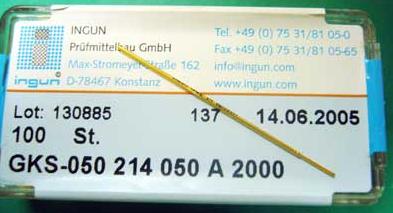 INGUN
Prüfmittelbau GmbH
Max-Stromeyer-Straße 162
D-78467 Konstanz
Tel. +49 (0) 75 31/81 05-0
Fax +49 (0) 75 31/81 05-65
info@ingun.com
www.ingun.com
ingun
Lot: 130885 137 14.06.2005
100 St.
GKS-050 214 050 A 2000